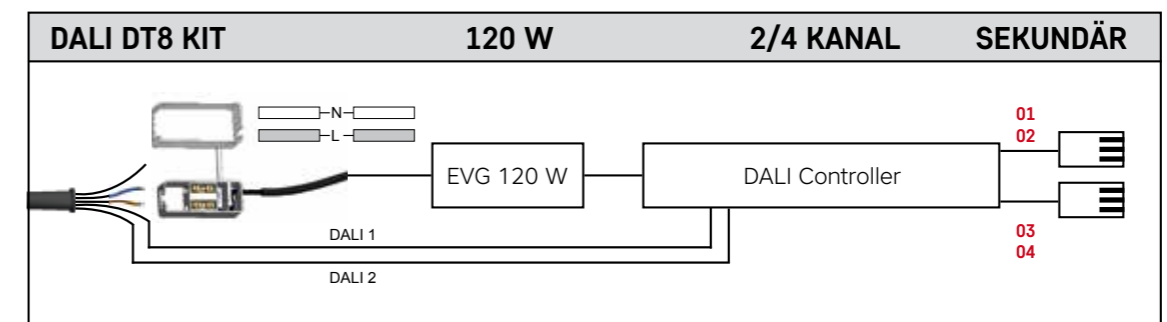 DALI DT8 KIT 120 W 2/4 KANAL SEKUNDÄR
N
L
01
02
EVG 120 W
DALI Controller
03
04
DALI 1
DALI 2